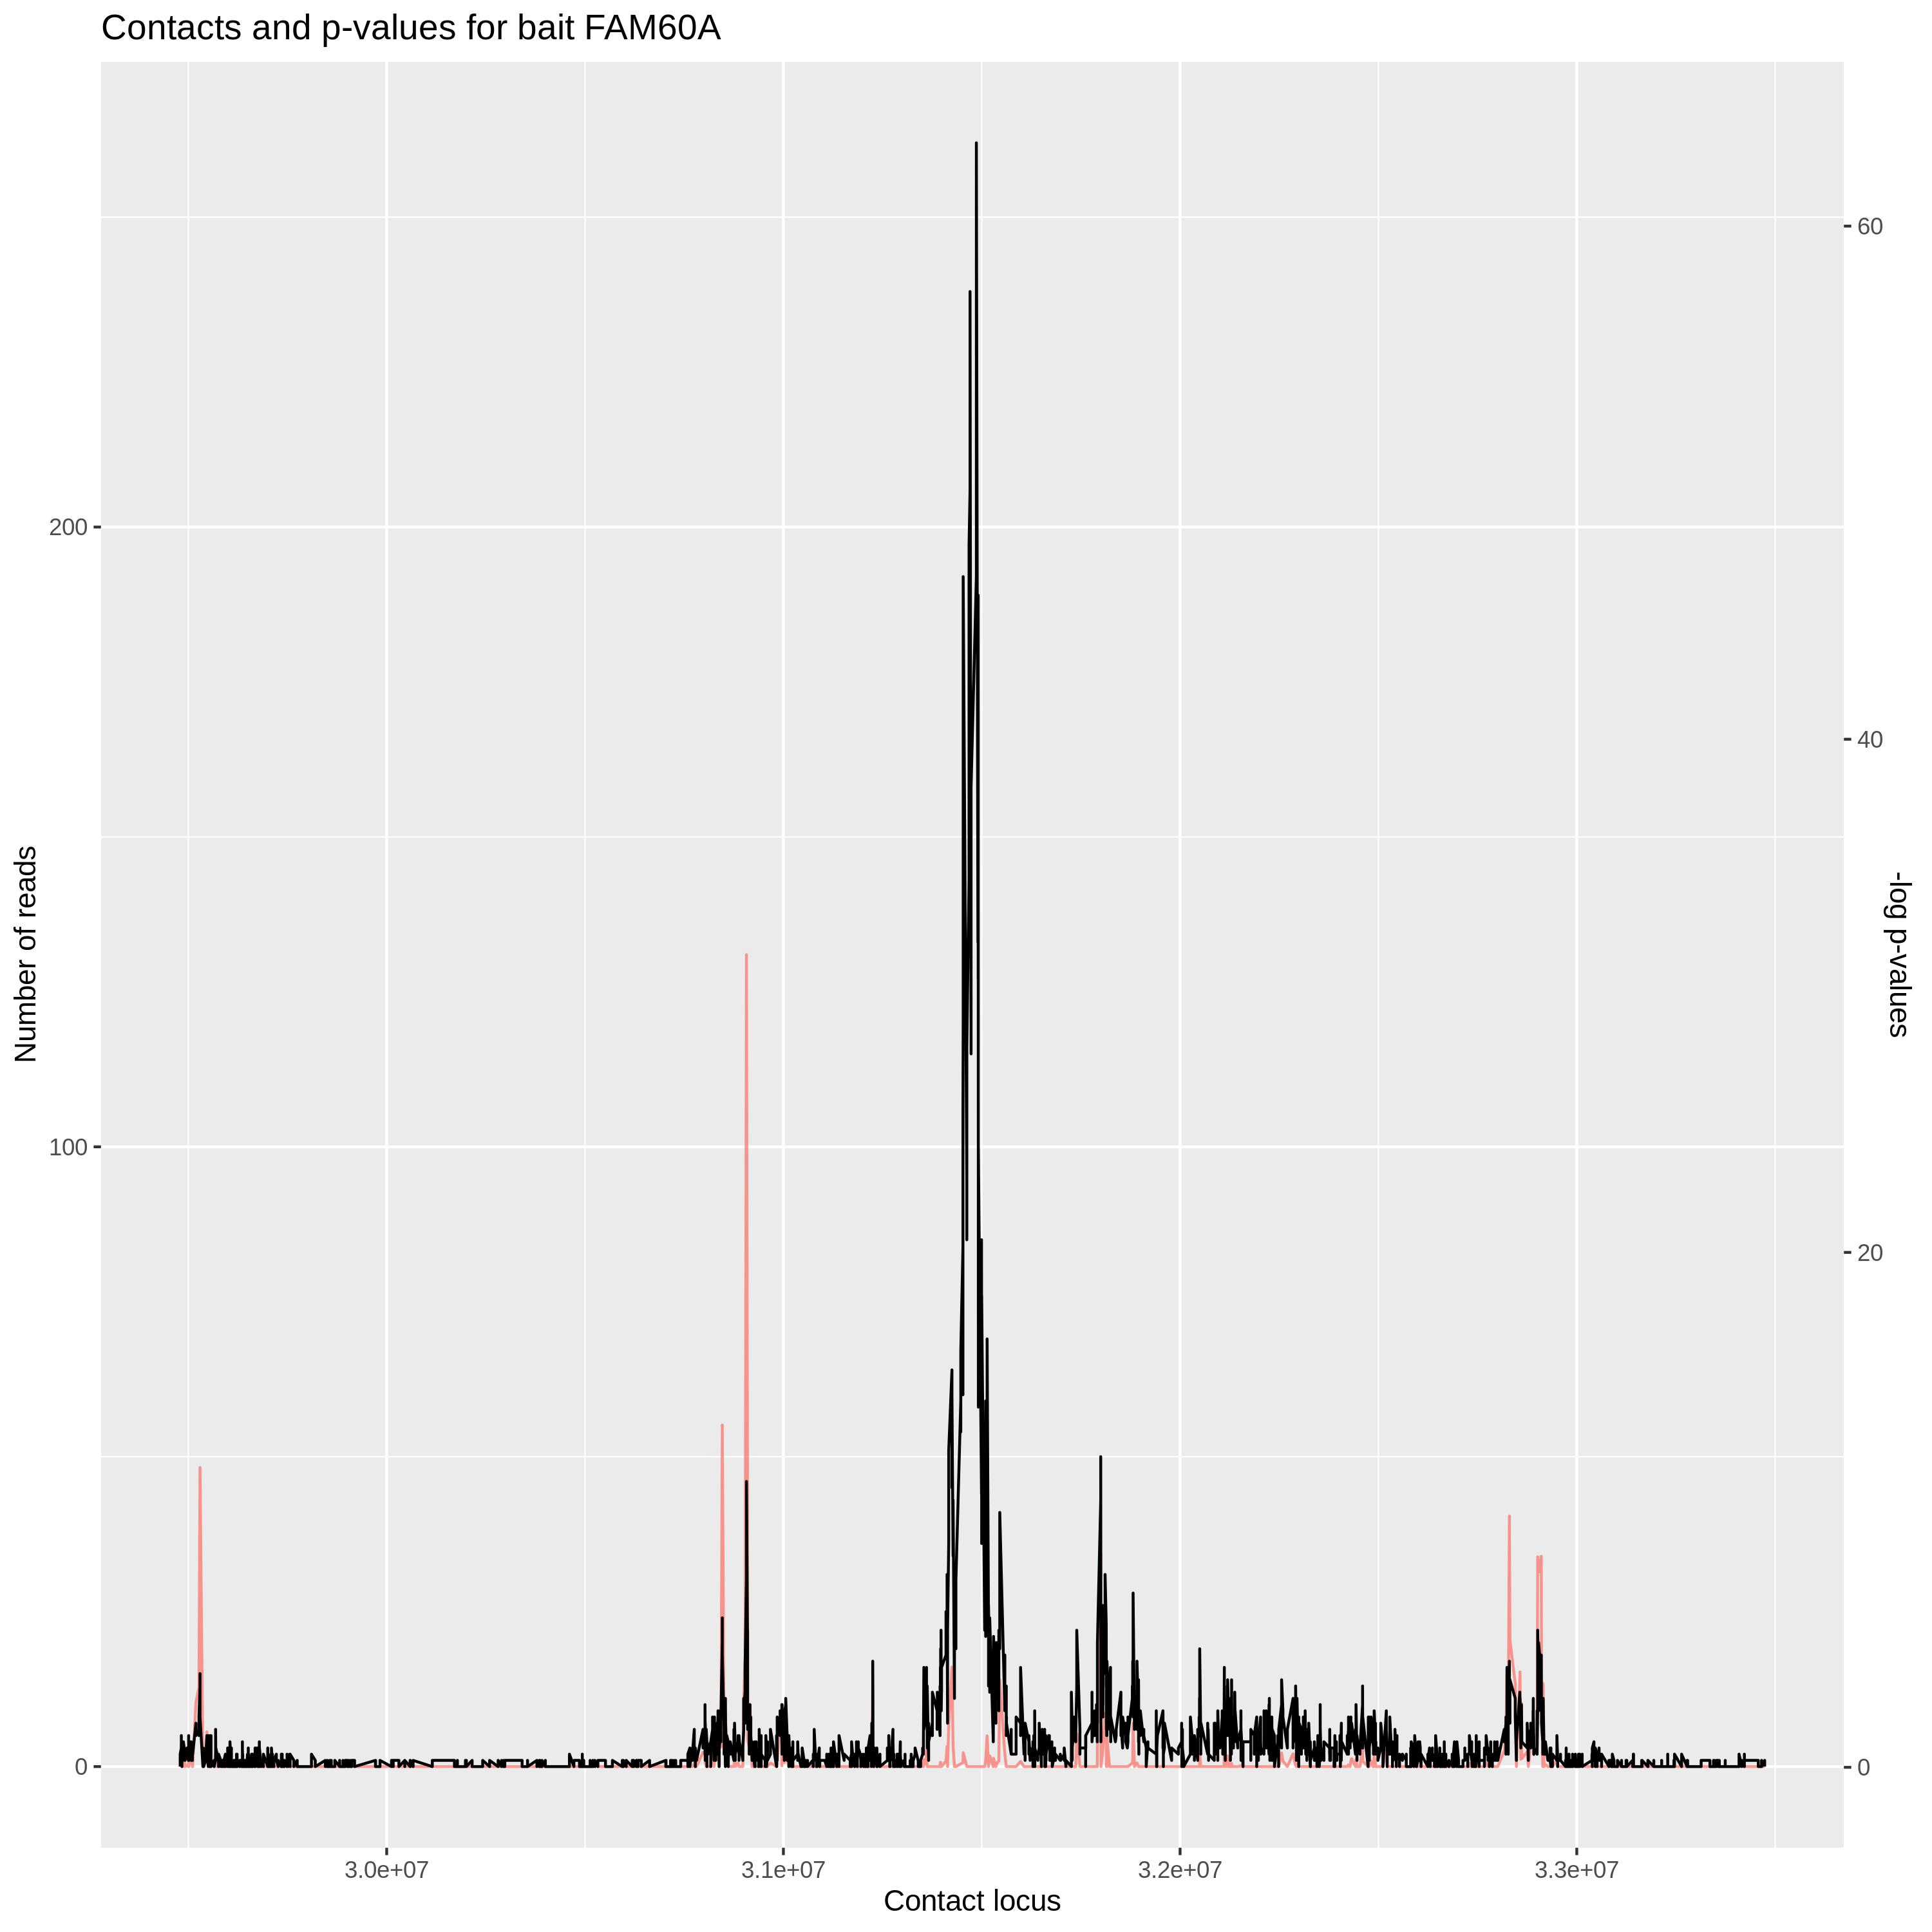 Contacts and p-values for bait FAM60A
Number of reads
200
100
0
60
40
20
0
-log p-values
3.0e+07
3.1e+07
3.2e+07
3.3e+07
Contact locus